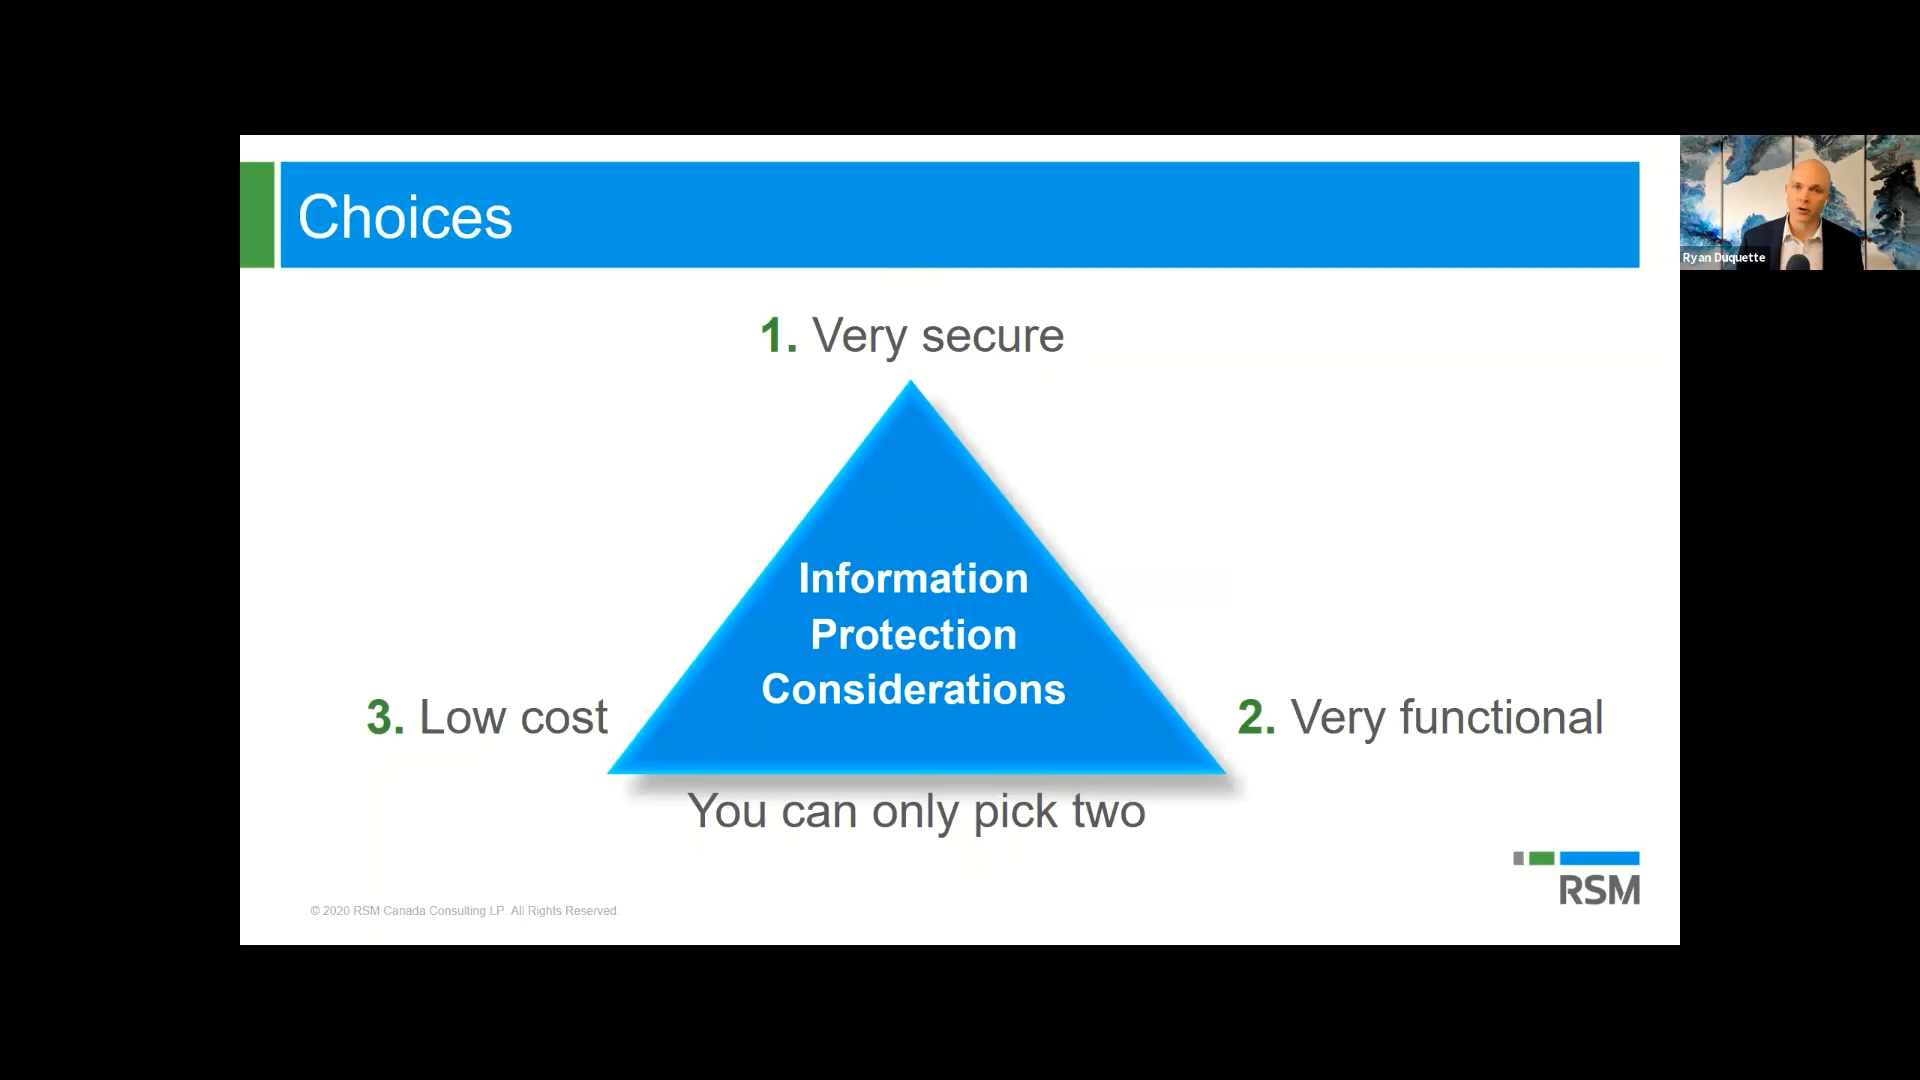 Choices
Ryan Duquette
1. Very secure
Information
Protection
Considerations
3. Low cost
2. Very functional
You can only pick two
RSM
© 2020 RSM Canada Consulting LP. All Rights Reserved.